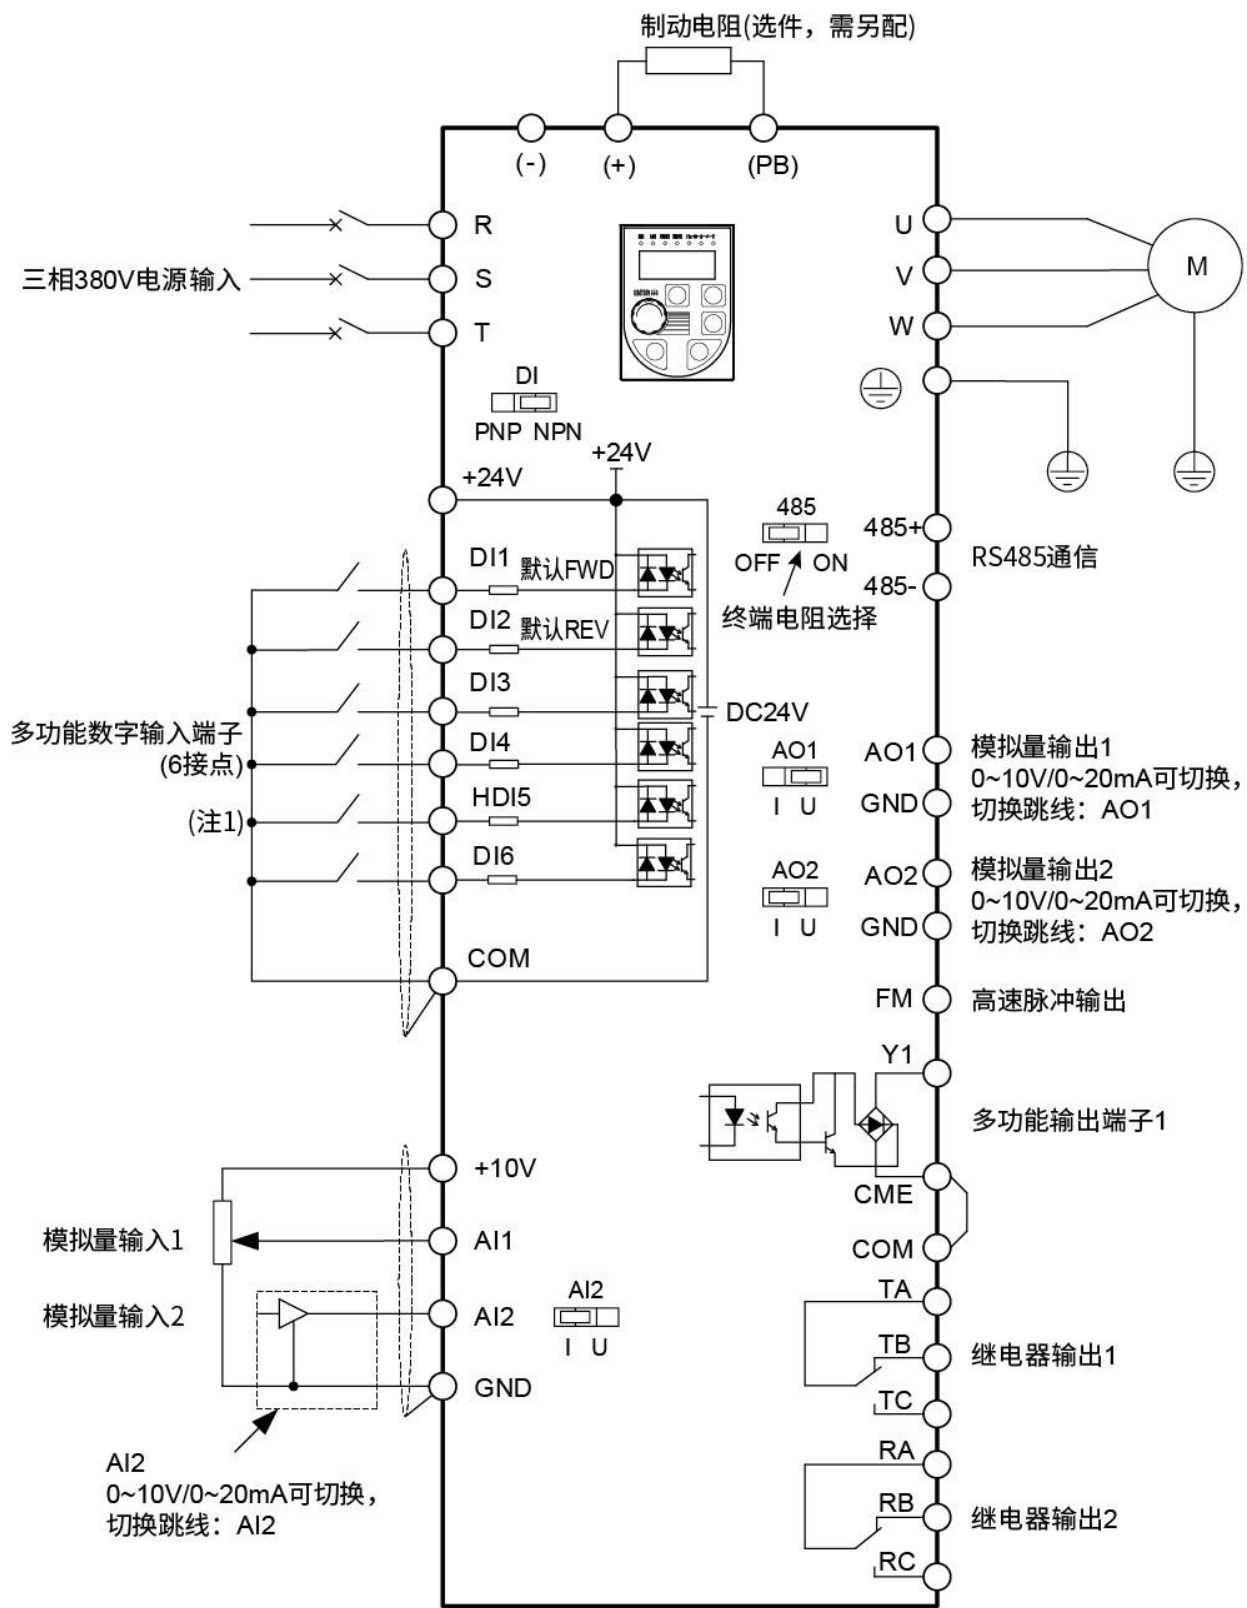 制动电阻(选件，需另配)
(-)
(+)
(PB)
R
三相380V电源输入
S
T
U
V
W
M
DI
PNP NPN
+24V
+24V
485
OFF ON
终端电阻选择
485+
485-
RS485通信
DI1
默认FWD
DI2
默认REV
DI3
DI4
HDI5
DI6
多功能数字输入端子
(6接点)
(注1)
DC24V
COM
AO1
I U
AO1
GND
模拟量输出1
0~10V/0~20mA可切换，
切换跳线：AO1
AO2
I U
AO2
GND
模拟量输出2
0~10V/0~20mA可切换，
切换跳线：AO2
FM
高速脉冲输出
Y1
多功能输出端子1
CME
COM
+10V
模拟量输入1
AI1
模拟量输入2
AI2
AI2
I U
GND
AI2
0~10V/0~20mA可切换，
切换跳线：AI2
TA
TB
继电器输出1
TC
RA
RB
继电器输出2
RC